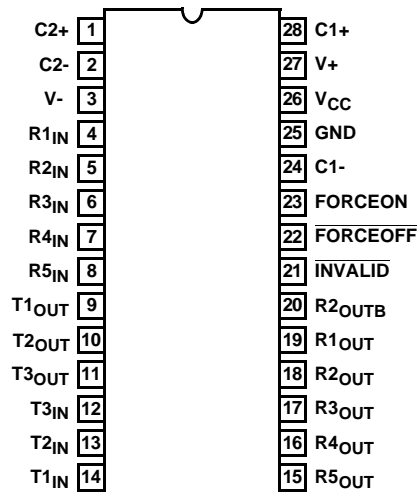 C2+ 1 28 C1+
C2- 2 27 V+
V- 3 26 VCC
R1IN 4 25 GND
R2IN 5 24 C1-
R3IN 6 23 FORCEON
R4IN 7 22 FORCEOFF
R5IN 8 21 INVALID
T1OUT 9 20 R2OUTB
T2OUT 10 19 R1OUT
T3OUT 11 18 R2OUT
T3IN 12 17 R3OUT
T2IN 13 16 R4OUT
T1IN 14 15 R5OUT